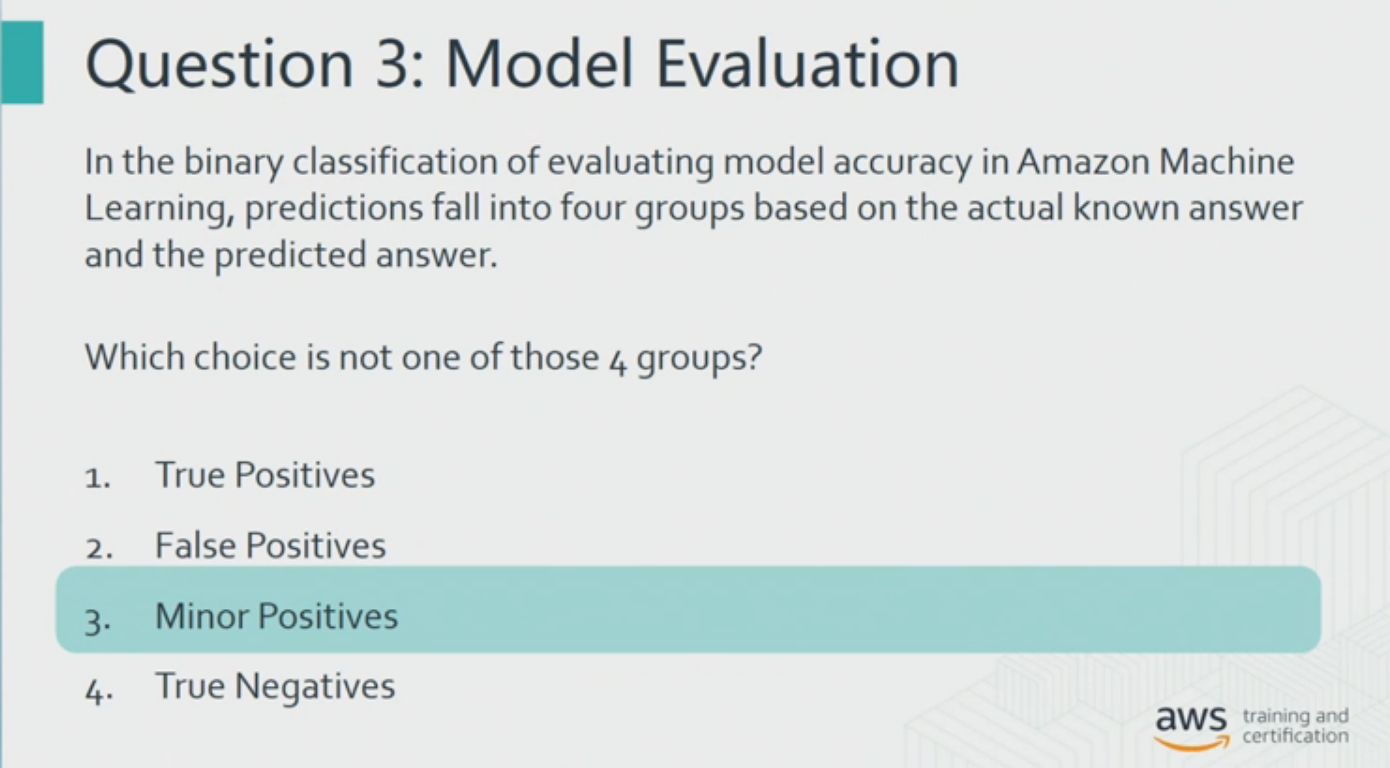 Question 3: Model Evaluation
In the binary classification of evaluating model accuracy in Amazon Machine
Learning, predictions fall into four groups based on the actual known answer
and the predicted answer.
Which choice is not one of those 4 groups?
1. True Positives
2. False Positives
3. Minor Positives
4. True Negatives
aws training and
certification